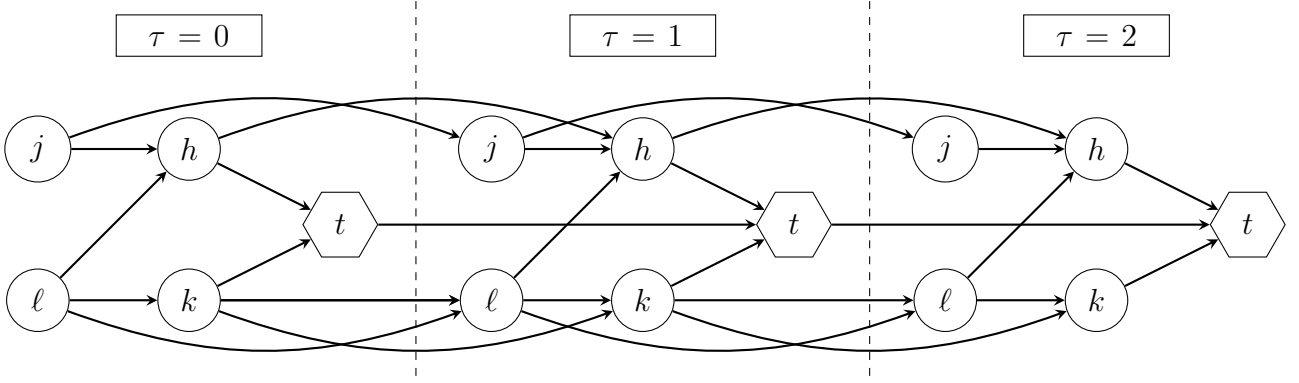 τ = 0 τ = 1 τ = 2
j h j h j h
t t t
ℓ k ℓ k ℓ k